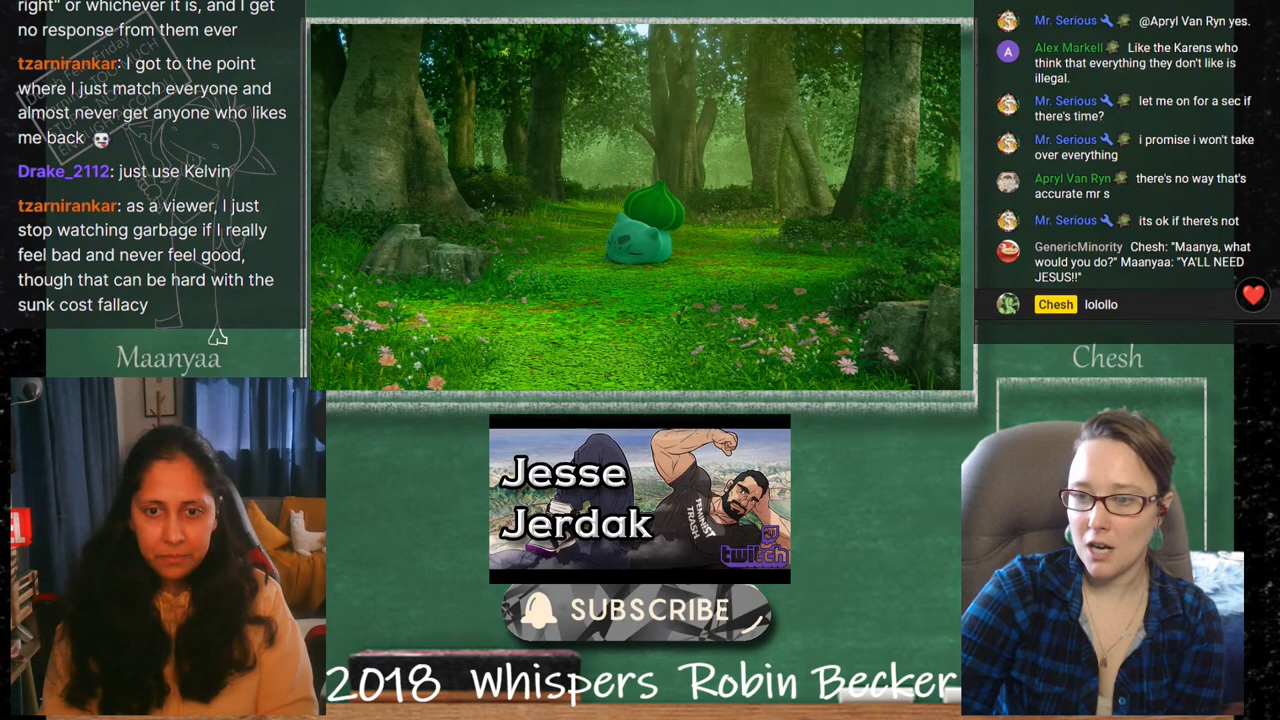 right" or whichever it is, and I get
no response from them ever
tzarnirankar: I got to the point
where I just match everyone and
almost never get anyone who likes
me back
Drake_2112: just use Kelvin
tzarnirankar: as a viewer, I just
stop watching garbage if I really
feel bad and never feel good,
though that can be hard with the
sunk cost fallacy
Maanyaa
Jesse
Jerdak
FEMINIST
TRASH
twitch
SUBSCRIBE
2018 Whispers Robin Becker
Mr. Serious @Apryl Van Ryn yes.
A
Alex Markell Like the Karens who
think that everything they don't like is
illegal.
Mr. Serious let me on for a sec if
there's time?
Mr. Serious i promise i won't take
over everything
Apryl Van Ryn there's no way that's
accurate mr s
Mr. Serious its ok if there's not
GenericMinority Chesh: "Maanya, what
would you do?" Maanyaa: "YA'LL NEED
JESUS!!"
Chesh lolollo
Chesh